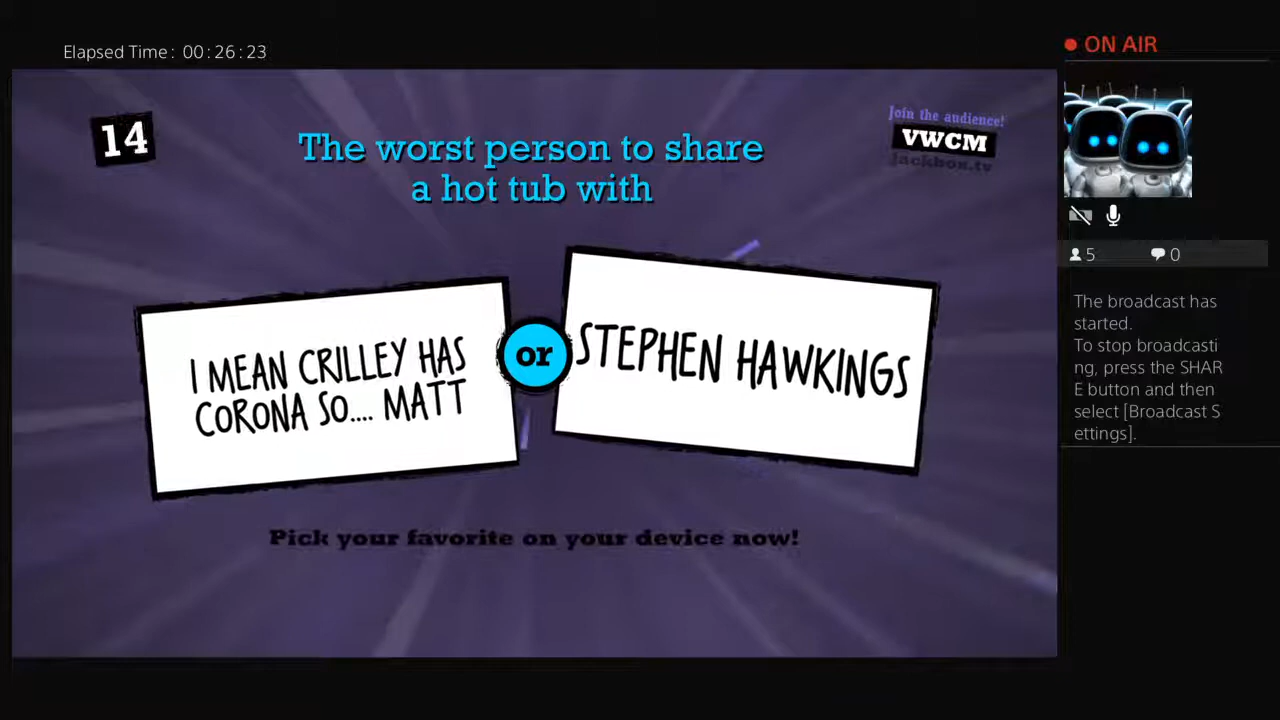 Elapsed Time: 00:26:23
ON AIR
14
The worst person to share
a hot tub with
Join the audience!
VWCM
jackbox.tv
I MEAN CRILLEY HAS
CORONA SO.... MATT
or
STEPHEN HAWKINGS
Pick your favorite on your device now!
5
0
The broadcast has
started.
To stop broadcasti
ng, press the SHAR
E button and then
select [Broadcast S
ettings].